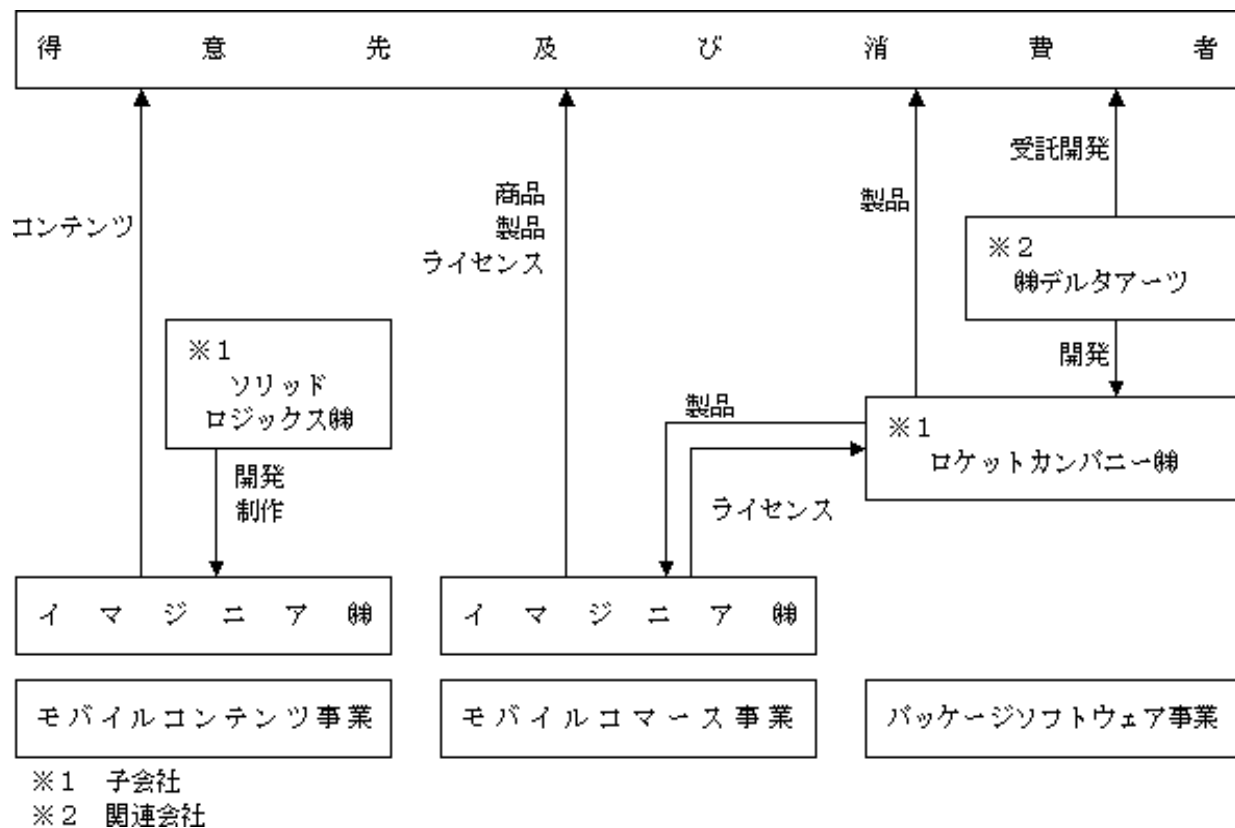 得意先及び消費者
受託開発
商品
製品
ライセンス
製品
コンテンツ
※2
㈱デルタアーツ
※1
ソリッド
ロジックス㈱
開発
製品
※1
ロケットカンパニー㈱
開発
制作
ライセンス
イマジニア㈱
イマジニア㈱
モバイルコンテンツ事業
モバイルコマース事業
パッケージソフトウェア事業
※1 子会社
※2 関連会社